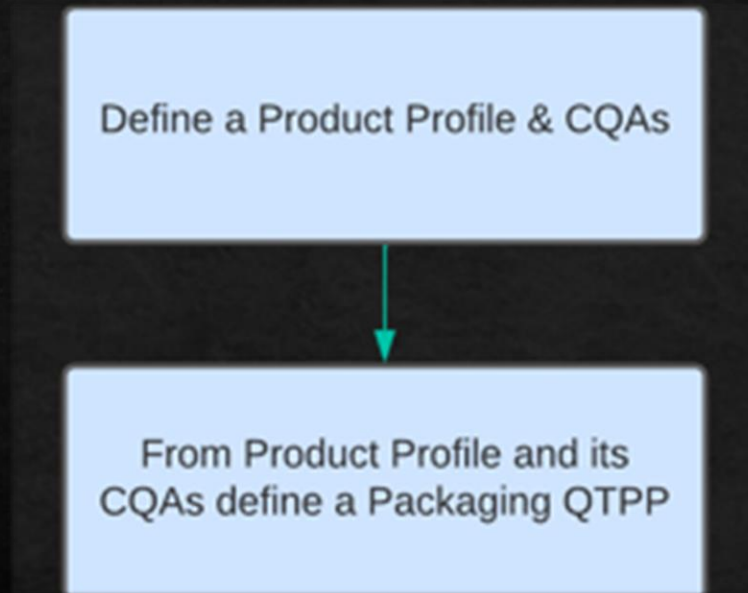 Define a Product Profile & CQAs
From Product Profile and its
CQAs define a Packaging QTPP